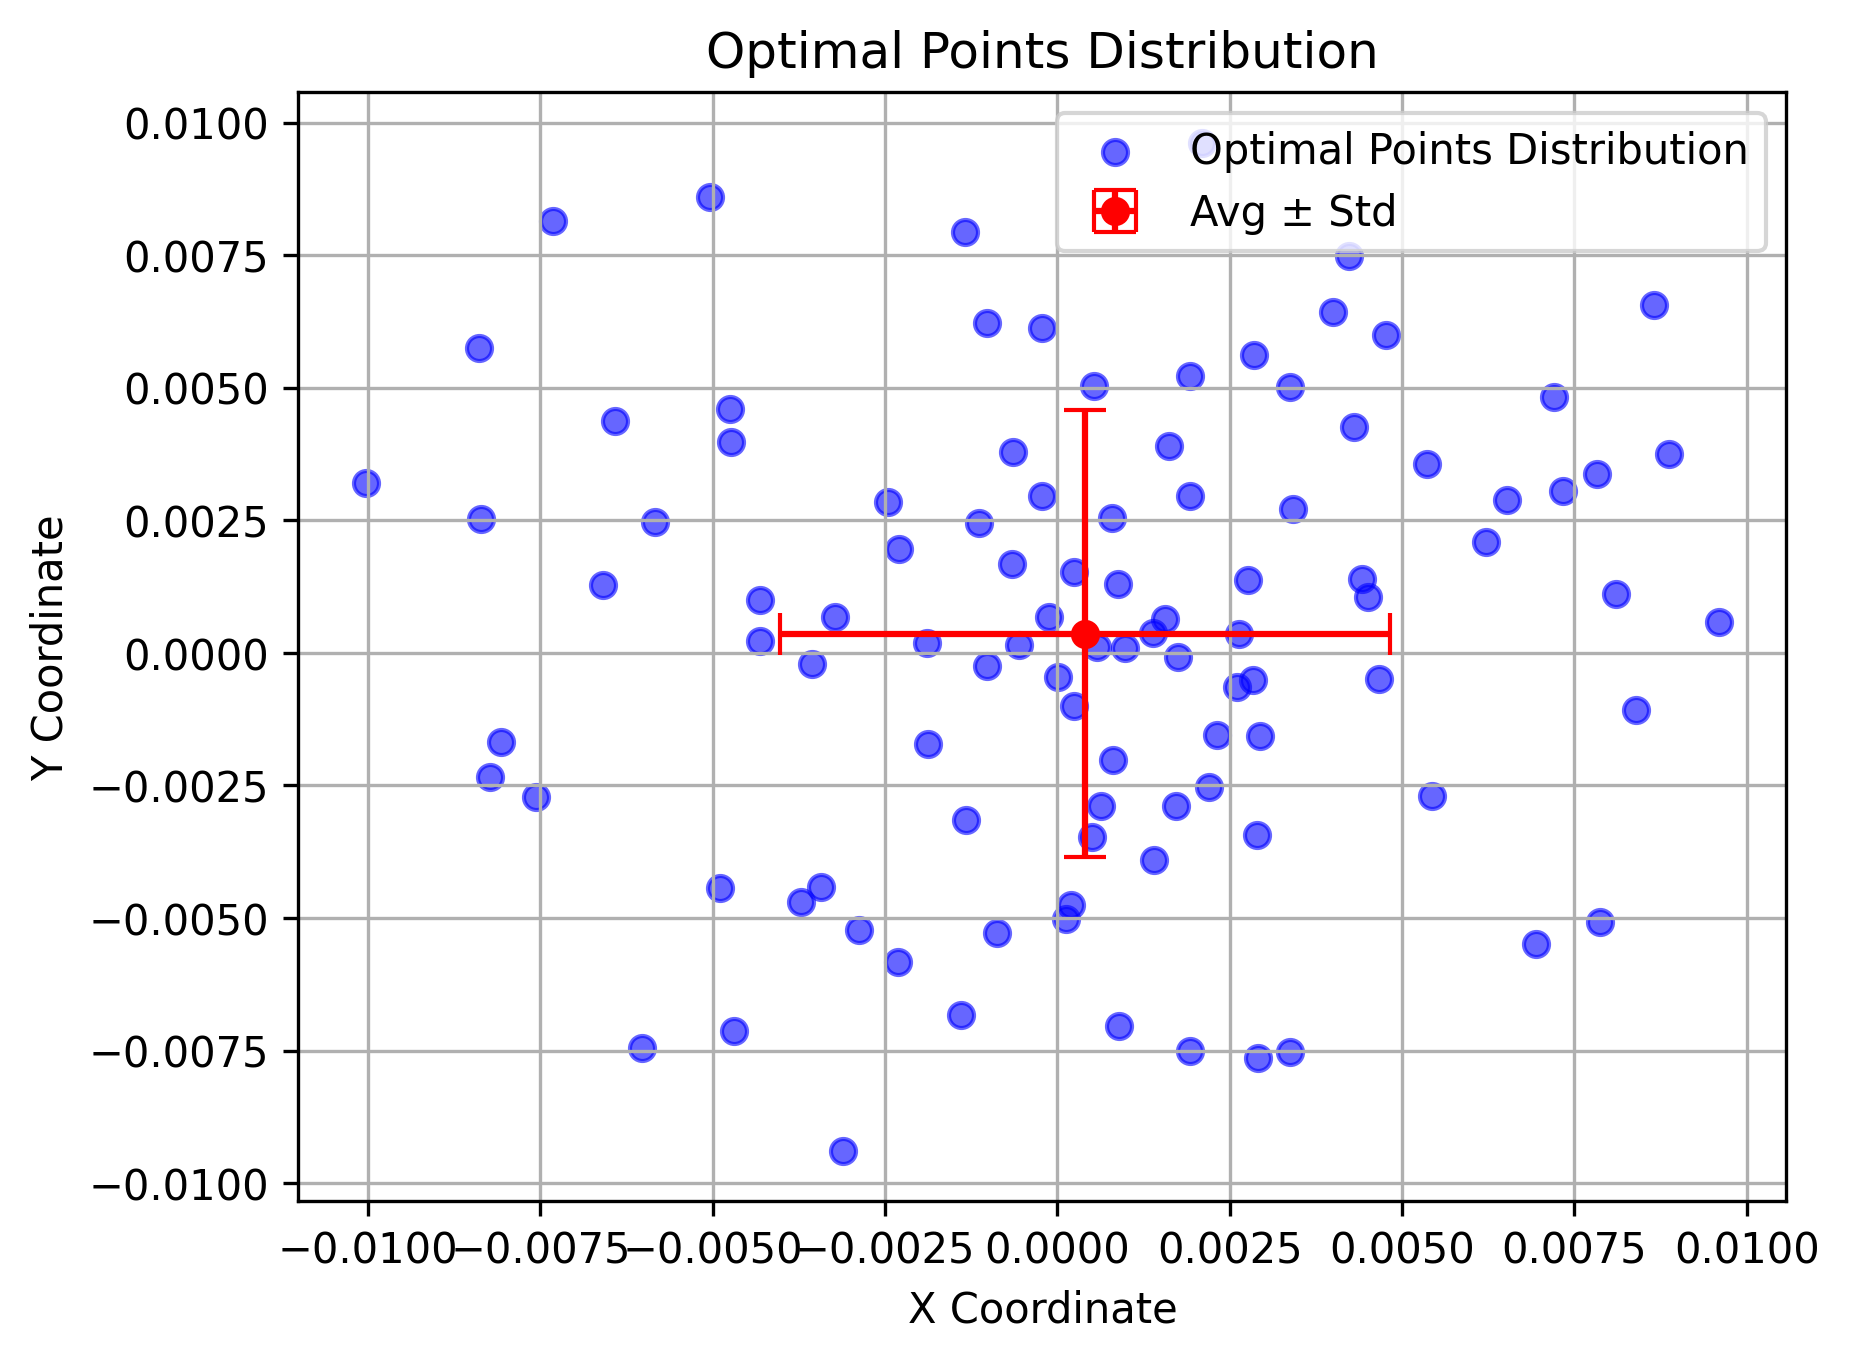 Optimal Points Distribution
Optimal Points Distribution
Avg ± Std
0.0100
0.0075
0.0050
0.0025
0.0000
−0.0025
−0.0050
−0.0075
−0.0100
Y Coordinate
−0.0100 −0.0075 −0.0050 −0.0025 0.0000 0.0025 0.0050 0.0075 0.0100
X Coordinate